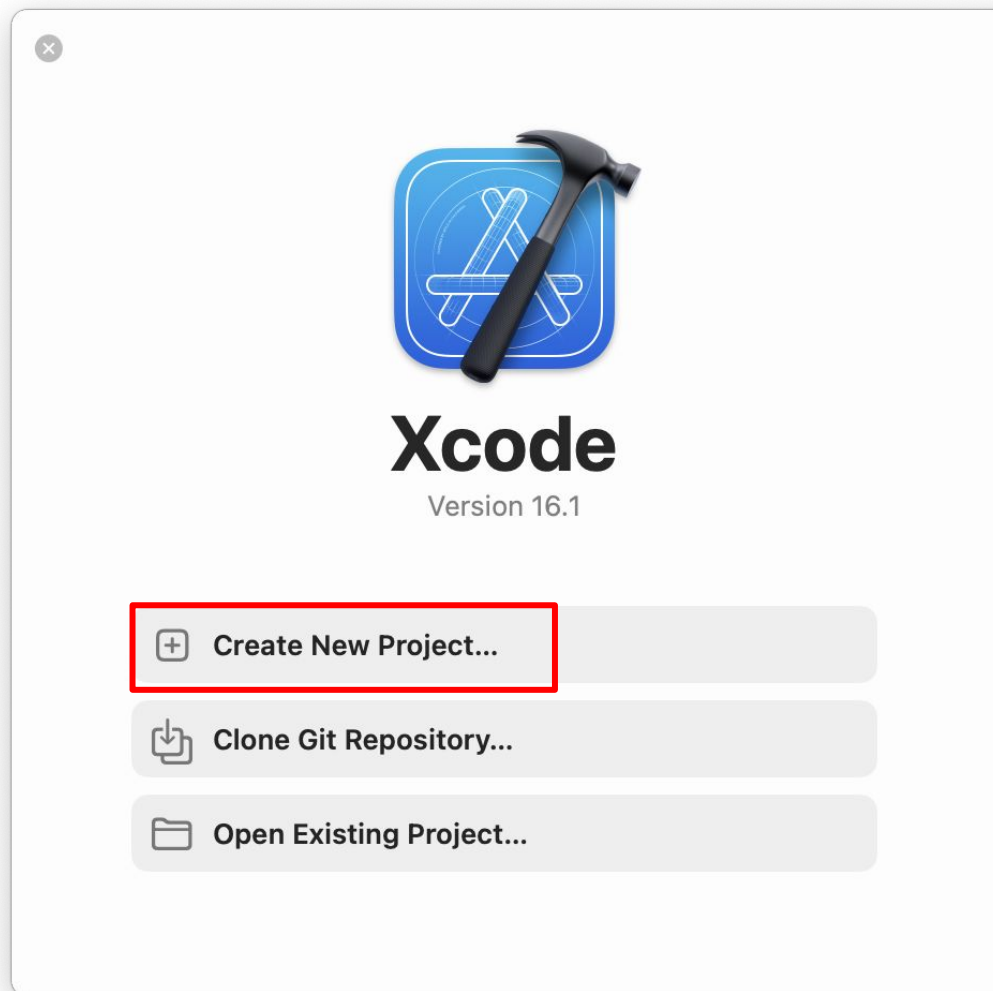 Xcode
Version 16.1
Create New Project...
Clone Git Repository...
Open Existing Project...